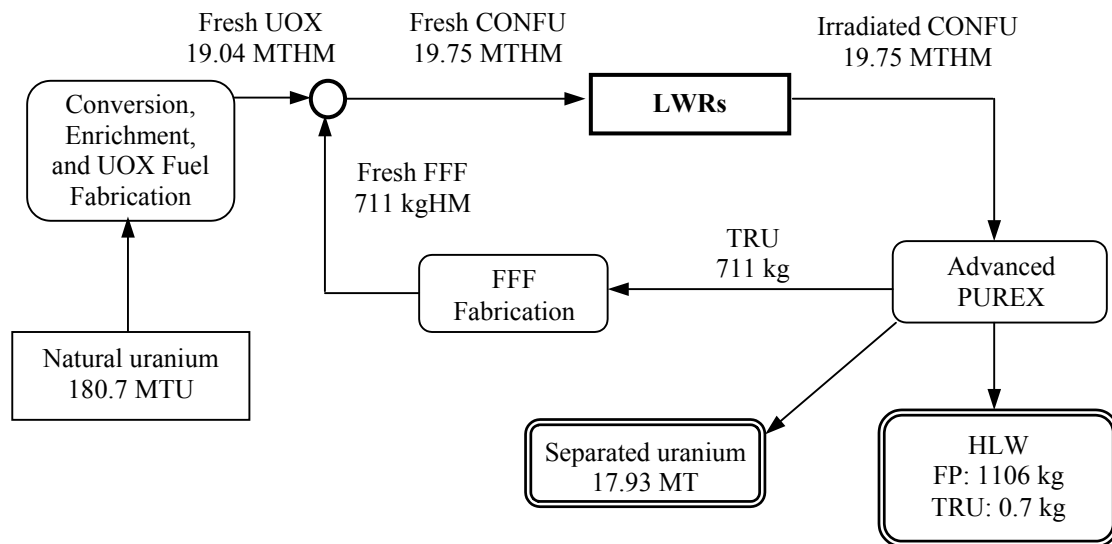 Fresh UOX
19.04 MTHM
Fresh CONFU
19.75 MTHM
Irradiated CONFU
19.75 MTHM
Conversion,
Enrichment,
and UOX Fuel
Fabrication
LWRs
Fresh FFF
711 kgHM
TRU
711 kg
FFF
Fabrication
Advanced
PUREX
Natural uranium
180.7 MTU
Separated uranium
17.93 MT
HLW
FP: 1106 kg
TRU: 0.7 kg